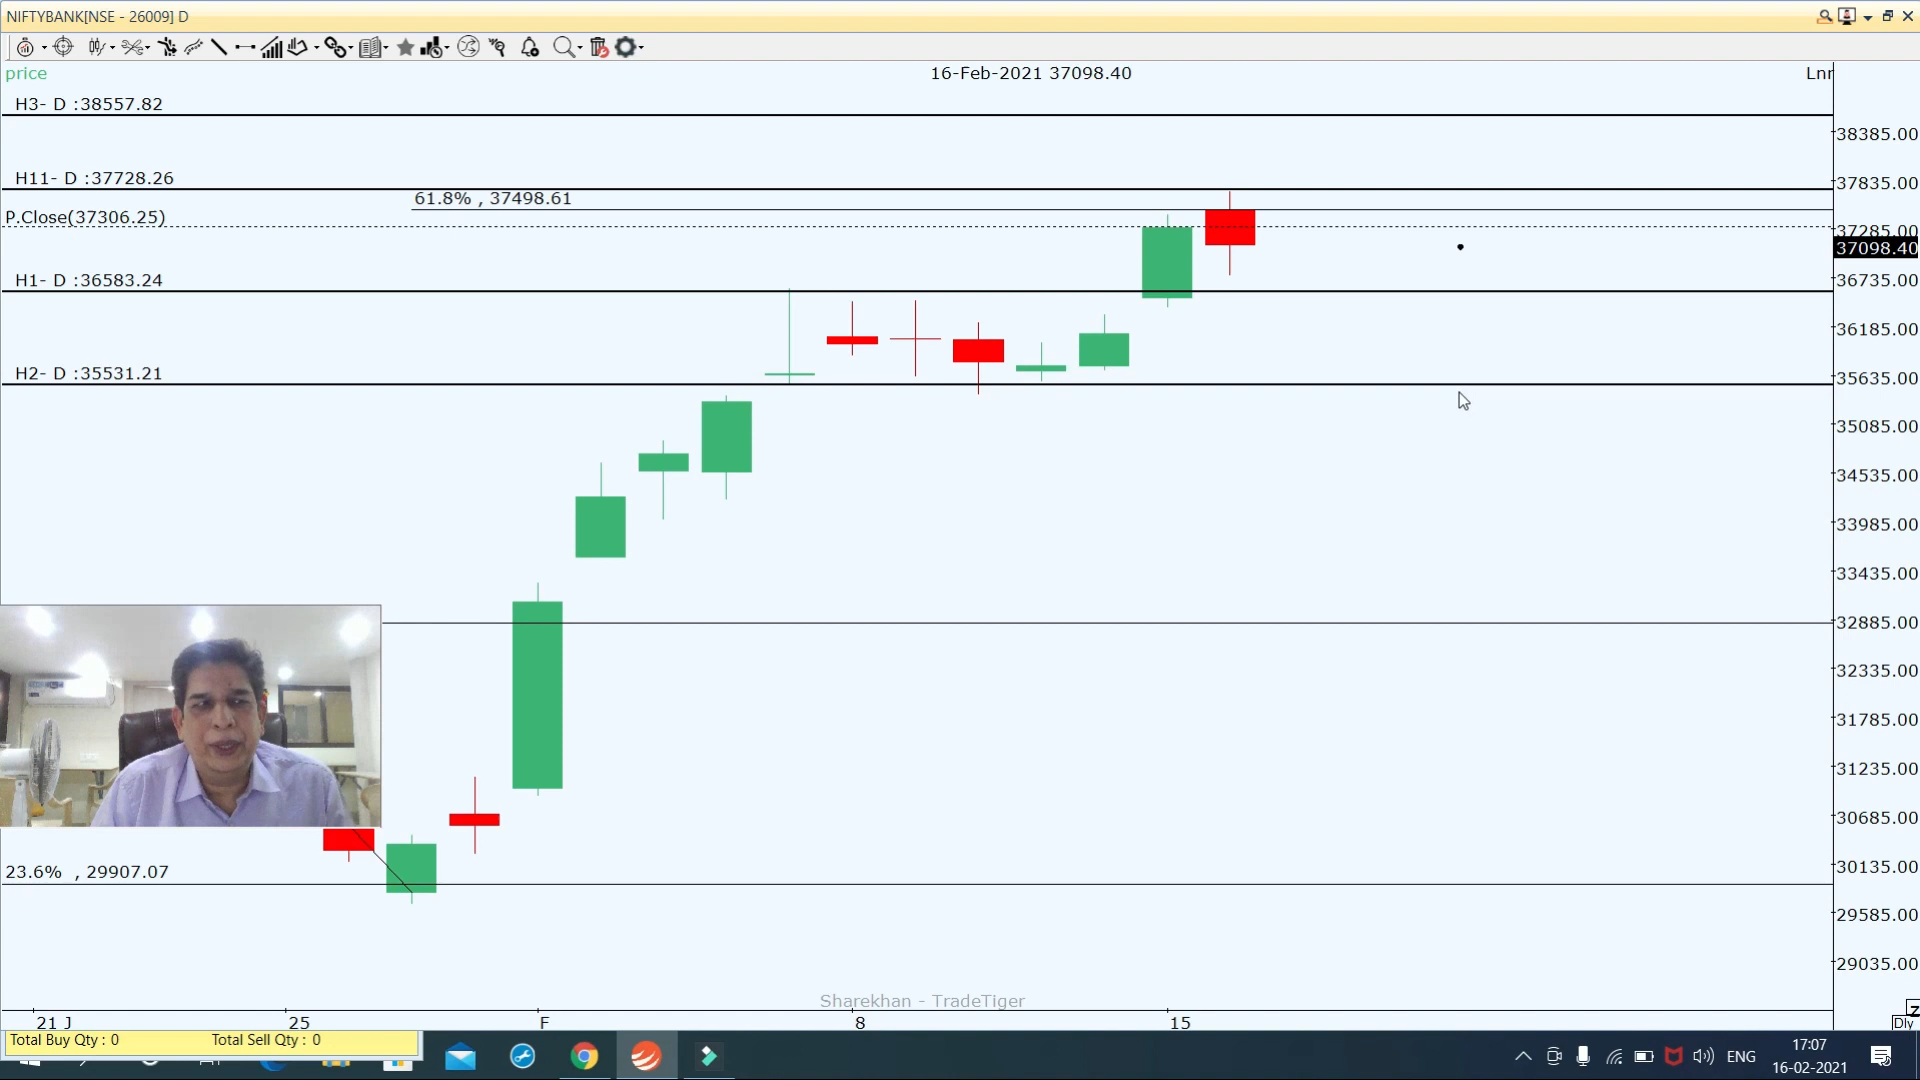 NIFTYBANK[NSE - 26009] D
price
16-Feb-2021 37098.40
Lnr
H3- D :38557.82
38385.00
H11- D :37728.26
37835.00
61.8% , 37498.61
P.Close(37306.25)
37285.00
37098.40
H1- D :36583.24
36735.00
36185.00
H2- D :35531.21
35635.00
35085.00
34535.00
33985.00
33435.00
32885.00
32335.00
31785.00
31235.00
30685.00
23.6% , 29907.07
30135.00
29585.00
29035.00
Sharekhan - TradeTiger
Z
21 J 25 F 8 15
Dly
Total Buy Qty : 0 Total Sell Qty : 0
ENG
17:07
16-02-2021